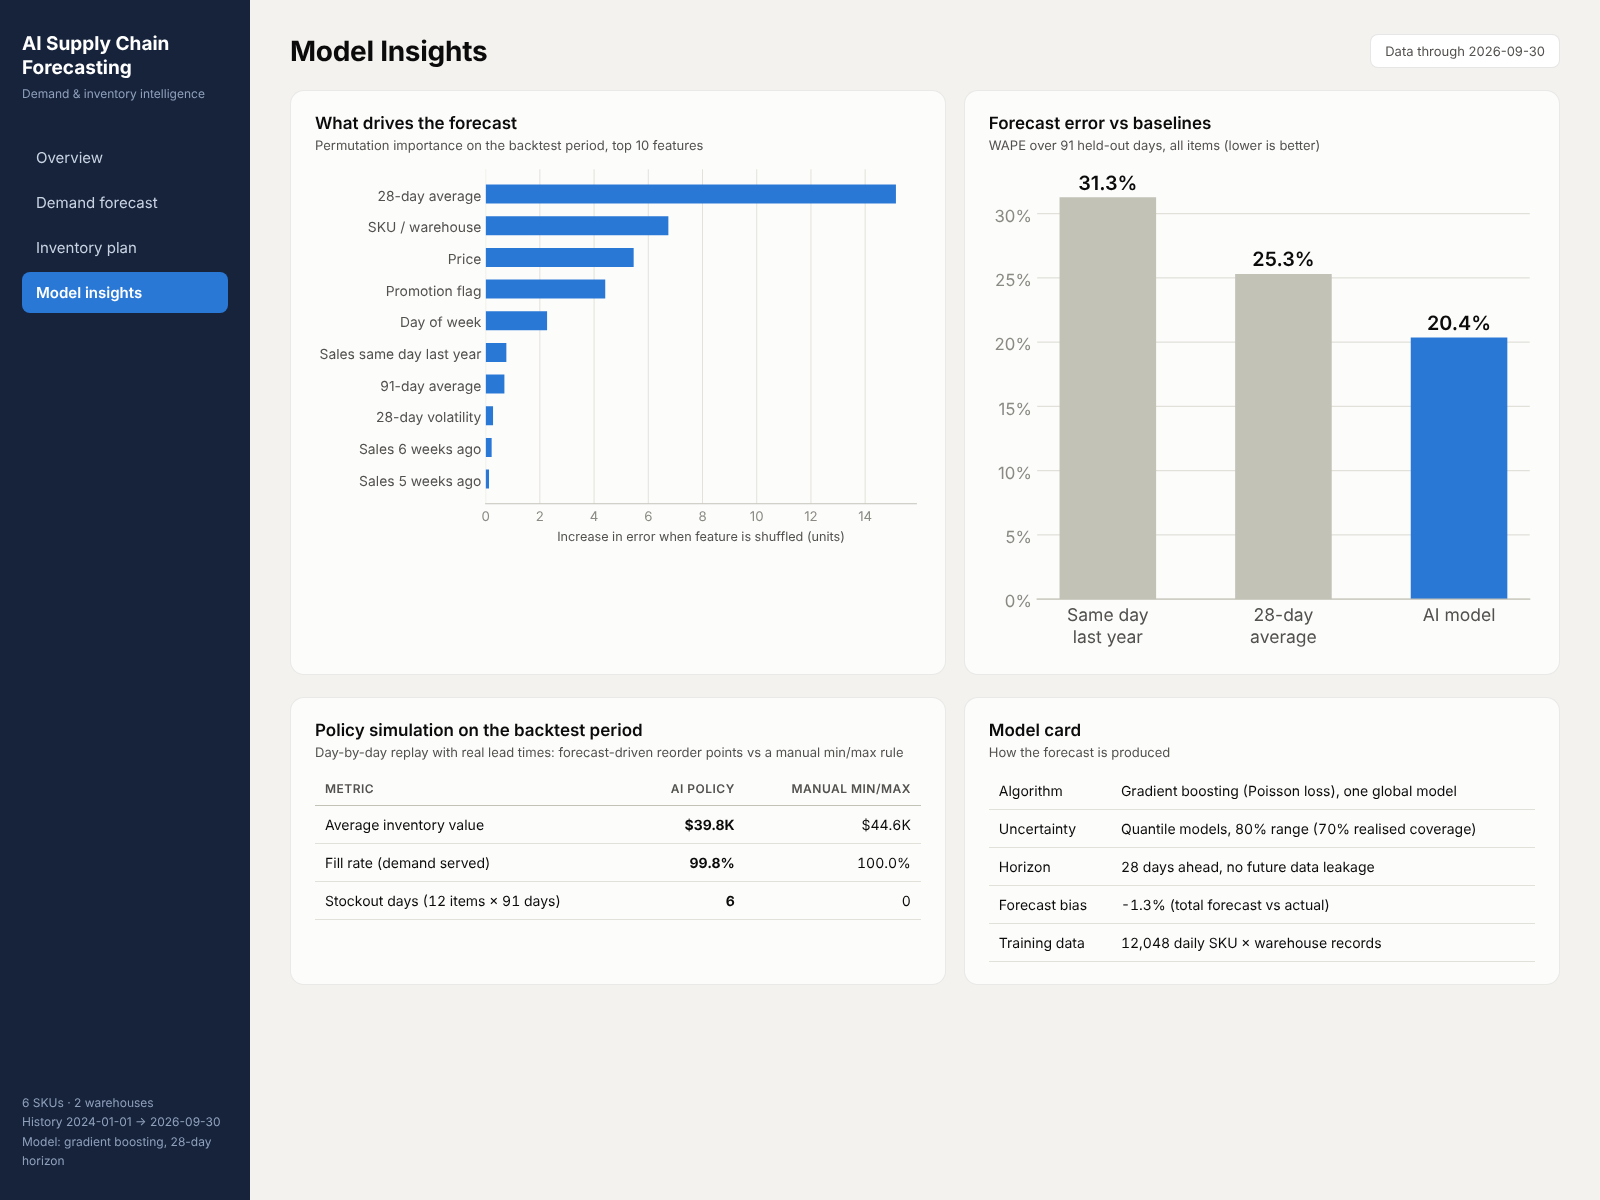 AI Supply Chain
Forecasting
Demand & inventory intelligence
Overview
Demand forecast
Inventory plan
Model insights
6 SKUs · 2 warehouses
History 2024-01-01 → 2026-09-30
Model: gradient boosting, 28-day
horizon
Model Insights
Data through 2026-09-30
What drives the forecast
Permutation importance on the backtest period, top 10 features
28-day average
SKU / warehouse
Price
Promotion flag
Day of week
Sales same day last year
91-day average
28-day volatility
Sales 6 weeks ago
Sales 5 weeks ago
0 2 4 6 8 10 12 14
Increase in error when feature is shuffled (units)
Forecast error vs baselines
WAPE over 91 held-out days, all items (lower is better)
31.3%
30%
25.3%
25%
20.4%
20%
15%
10%
5%
0%
Same day
last year
28-day
average
AI model
Policy simulation on the backtest period
Day-by-day replay with real lead times: forecast-driven reorder points vs a manual min/max rule
METRIC AI POLICY MANUAL MIN/MAX
Average inventory value $39.8K $44.6K
Fill rate (demand served) 99.8% 100.0%
Stockout days (12 items × 91 days) 6 0
Model card
How the forecast is produced
Algorithm Gradient boosting (Poisson loss), one global model
Uncertainty Quantile models, 80% range (70% realised coverage)
Horizon 28 days ahead, no future data leakage
Forecast bias -1.3% (total forecast vs actual)
Training data 12,048 daily SKU × warehouse records